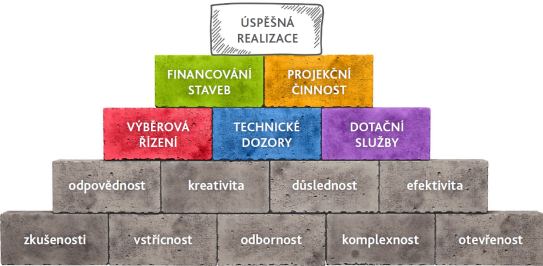 ÚSPĚŠNÁ
REALIZACE
FINANCOVÁNÍ
STAVEB
PROJEKČNÍ
ČINNOST
VÝBĚROVÁ
ŘÍZENÍ
TECHNICKÉ
DOZORY
DOTAČNÍ
SLUŽBY
odpovědnost
kreativita
důslednost
efektivita
zkušenosti
vstřícnost
odbornost
komplexnost
otevřenost